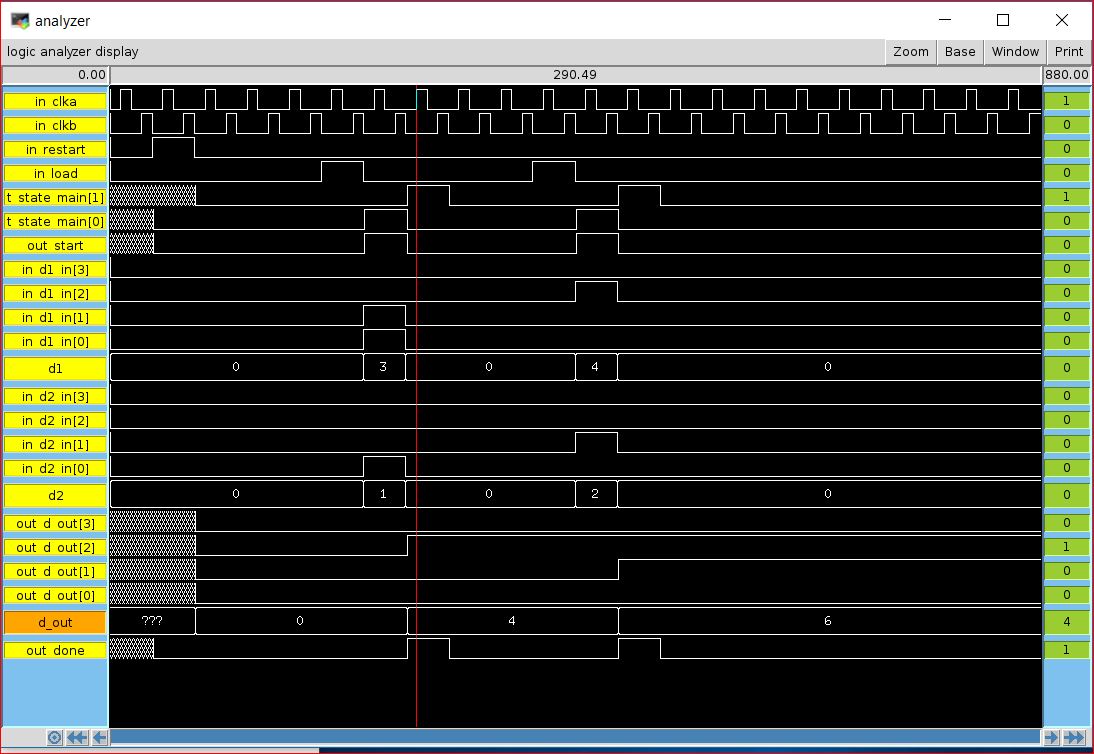 analyzer
logic analyzer display Zoom Base Window Print
0.00 290.49 880.00
in clka 1
in clkb 0
in restart 0
in load 0
t state main[1] 1
t state main[0] 0
out start 0
in d1 in[3] 0
in d1 in[2] 0
in d1 in[1] 0
in d1 in[0] 0
d1 0 3 0 4 0 0
in d2 in[3] 0
in d2 in[2] 0
in d2 in[1] 0
in d2 in[0] 0
d2 0 1 0 2 0 0
out d out[3] 0
out d out[2] 1
out d out[1] 0
out d out[0] 0
d_out ??? 0 4 6 4
out done 1